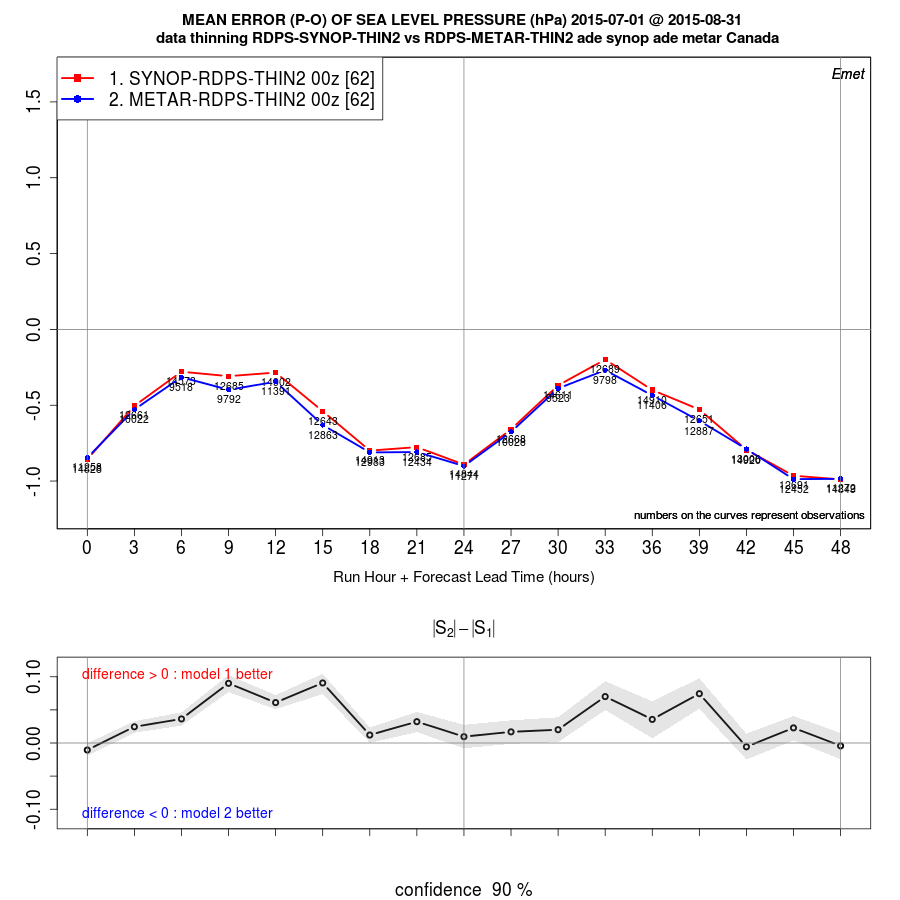 MEAN ERROR (P-O) OF SEA LEVEL PRESSURE (hPa) 2015-07-01 @ 2015-08-31
data thinning RDPS-SYNOP-THIN2 vs RDPS-METAR-THIN2 ade synop ade metar Canada
Emet
1. SYNOP-RDPS-THIN2 00z [62]
2. METAR-RDPS-THIN2 00z [62]
1.5
1.0
0.5
0.0
-0.5
-1.0
12685
9792
11391
12643
12863
12434
12689
9798
11406
12651
12887
12452
numbers on the curves represent observations
0 3 6 9 12 15 18 21 24 27 30 33 36 39 42 45 48
Run Hour + Forecast Lead Time (hours)
|S2|−|S1|
0.10
0.00
-0.10
difference > 0 : model 1 better
difference < 0 : model 2 better
confidence 90 %